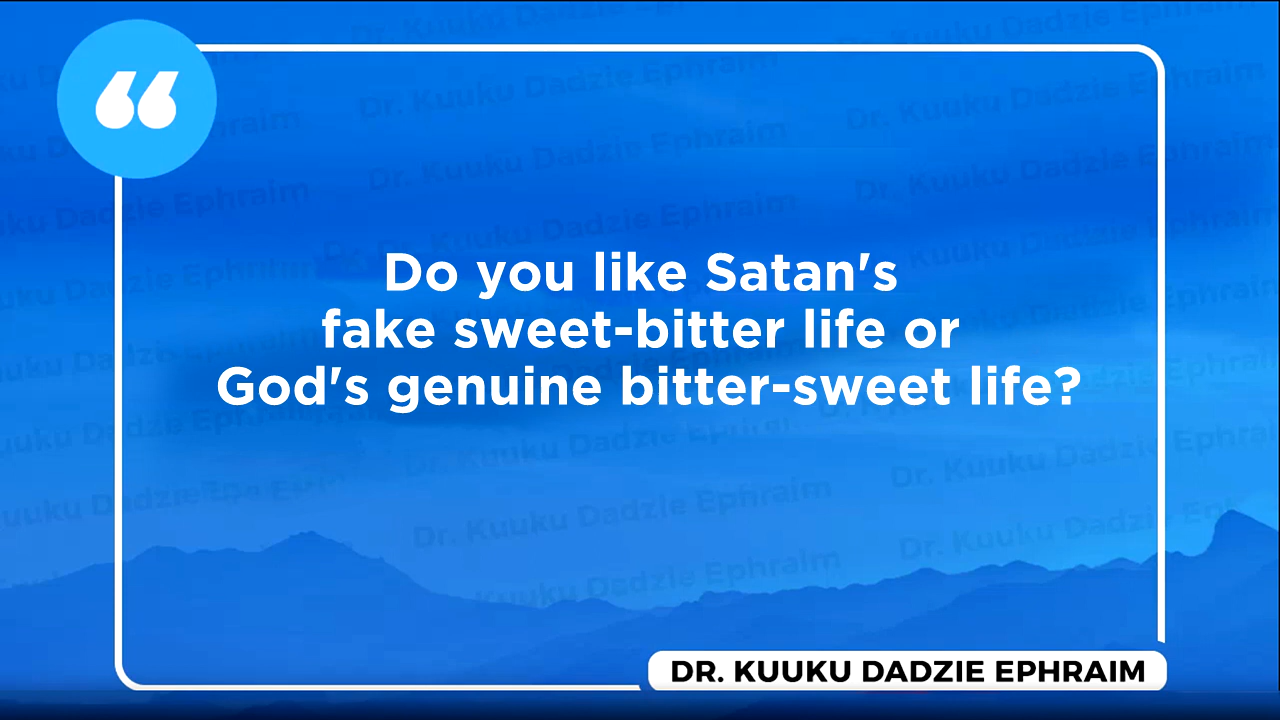 Do you like Satan's
fake sweet-bitter life or
God's genuine bitter-sweet life?
DR. KUUKU DADZIE EPHRAIM